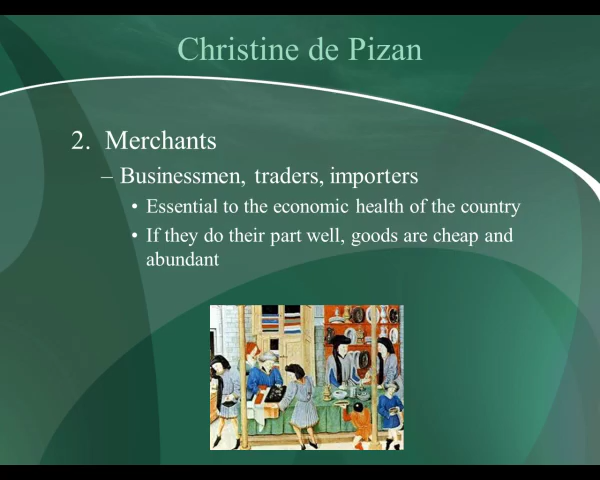 Christine de Pizan
2. Merchants
– Businessmen, traders, importers
• Essential to the economic health of the country
• If they do their part well, goods are cheap and
abundant